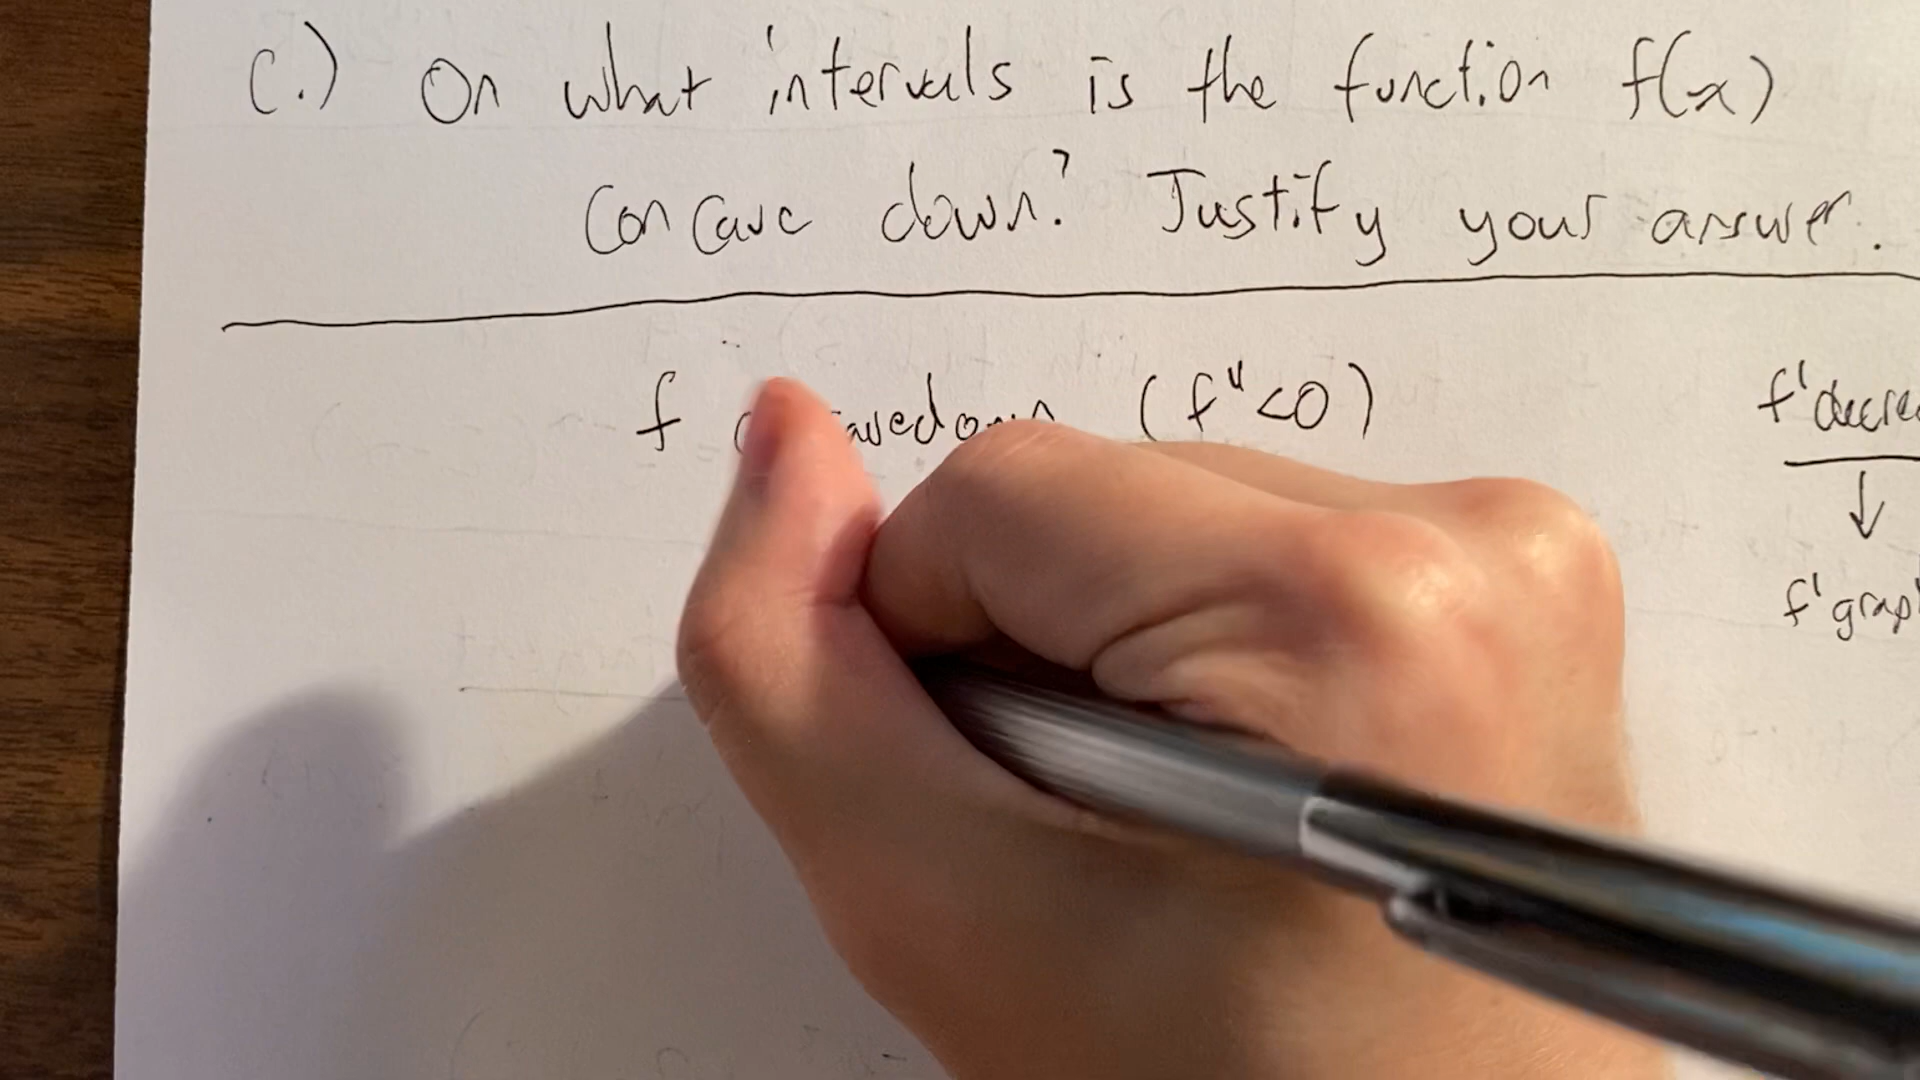 C.) On what intervals is the function f(x)
concave down? Justify your answer.
f (f"<0) f'
↓
f'